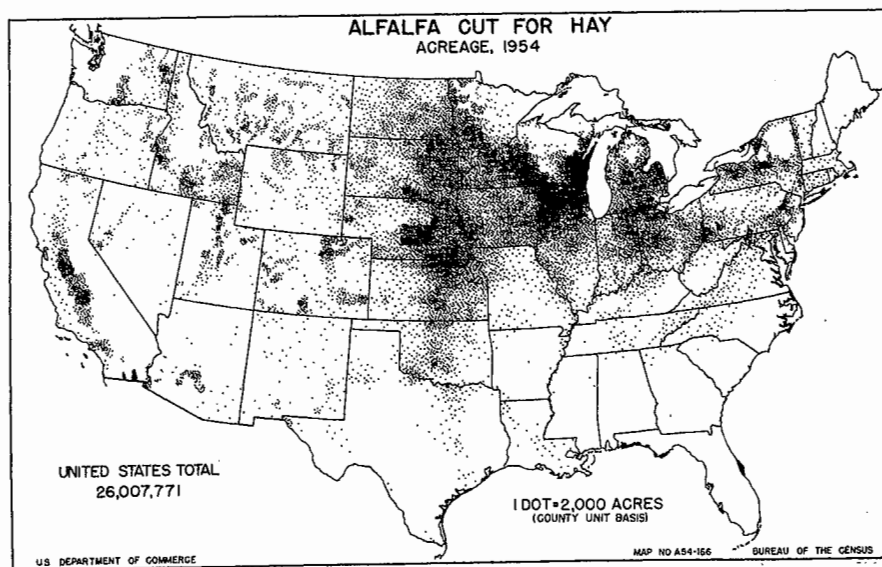 ALFALFA CUT FOR HAY
ACREAGE, 1954
UNITED STATES TOTAL
26,007,771
1 DOT=2,000 ACRES
(COUNTY UNIT BASIS)
U.S. DEPARTMENT OF COMMERCE
MAP NO A54-166
BUREAU OF THE CENSUS